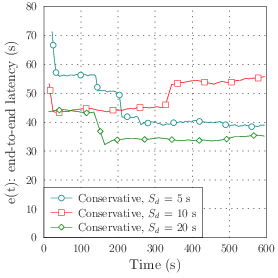 80
70
60
50
40
30
20
10
0
e(t). end-to-end latency (s)
Conservative, S_d = 5 s
Conservative, S_d = 10 s
Conservative, S_d = 20 s
0 100 200 300 400 500 600
Time (s)